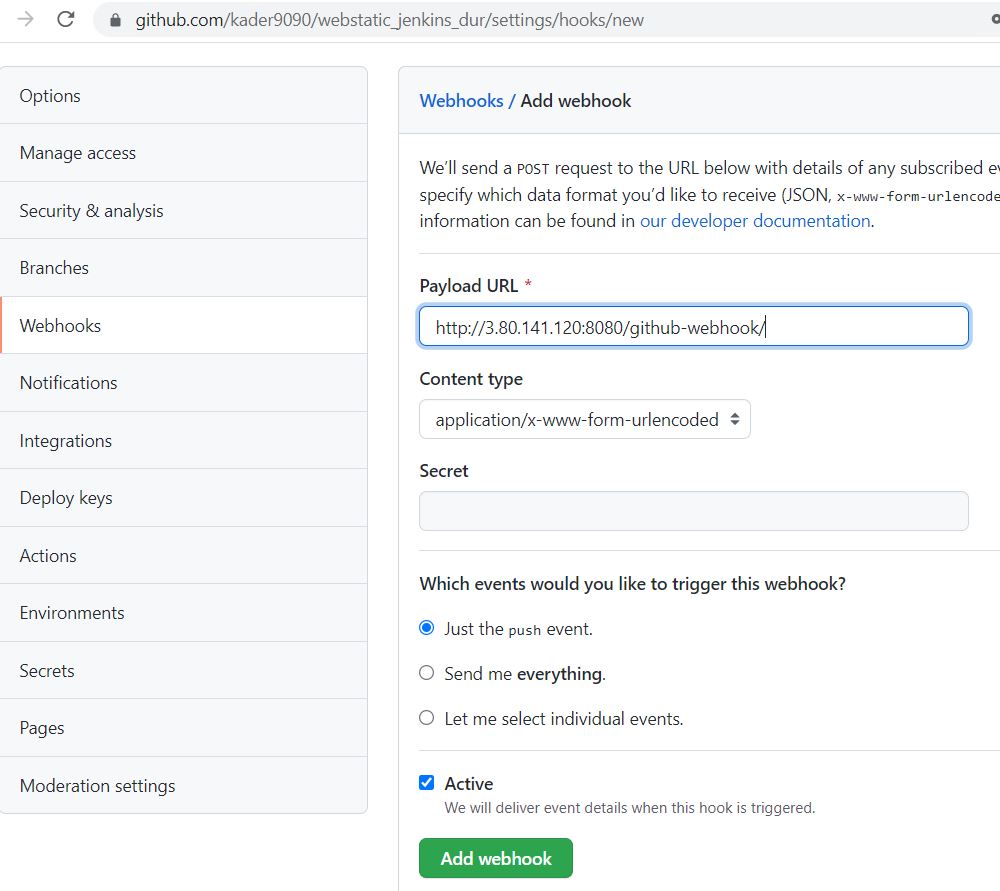 github.com/kader9090/webstatic_jenkins_dur/settings/hooks/new
Options
Manage access
Security & analysis
Branches
Webhooks
Notifications
Integrations
Deploy keys
Actions
Environments
Secrets
Pages
Moderation settings
Webhooks / Add webhook
We’ll send a POST request to the URL below with details of any subscribed
specify which data format you’d like to receive (JSON, x-www-form-urlencode
information can be found in our developer documentation.
Payload URL *
http://3.80.141.120:8080/github-webhook/
Content type
application/x-www-form-urlencoded
Secret
Which events would you like to trigger this webhook?
Just the push event.
Send me everything.
Let me select individual events.
Active
We will deliver event details when this hook is triggered.
Add webhook